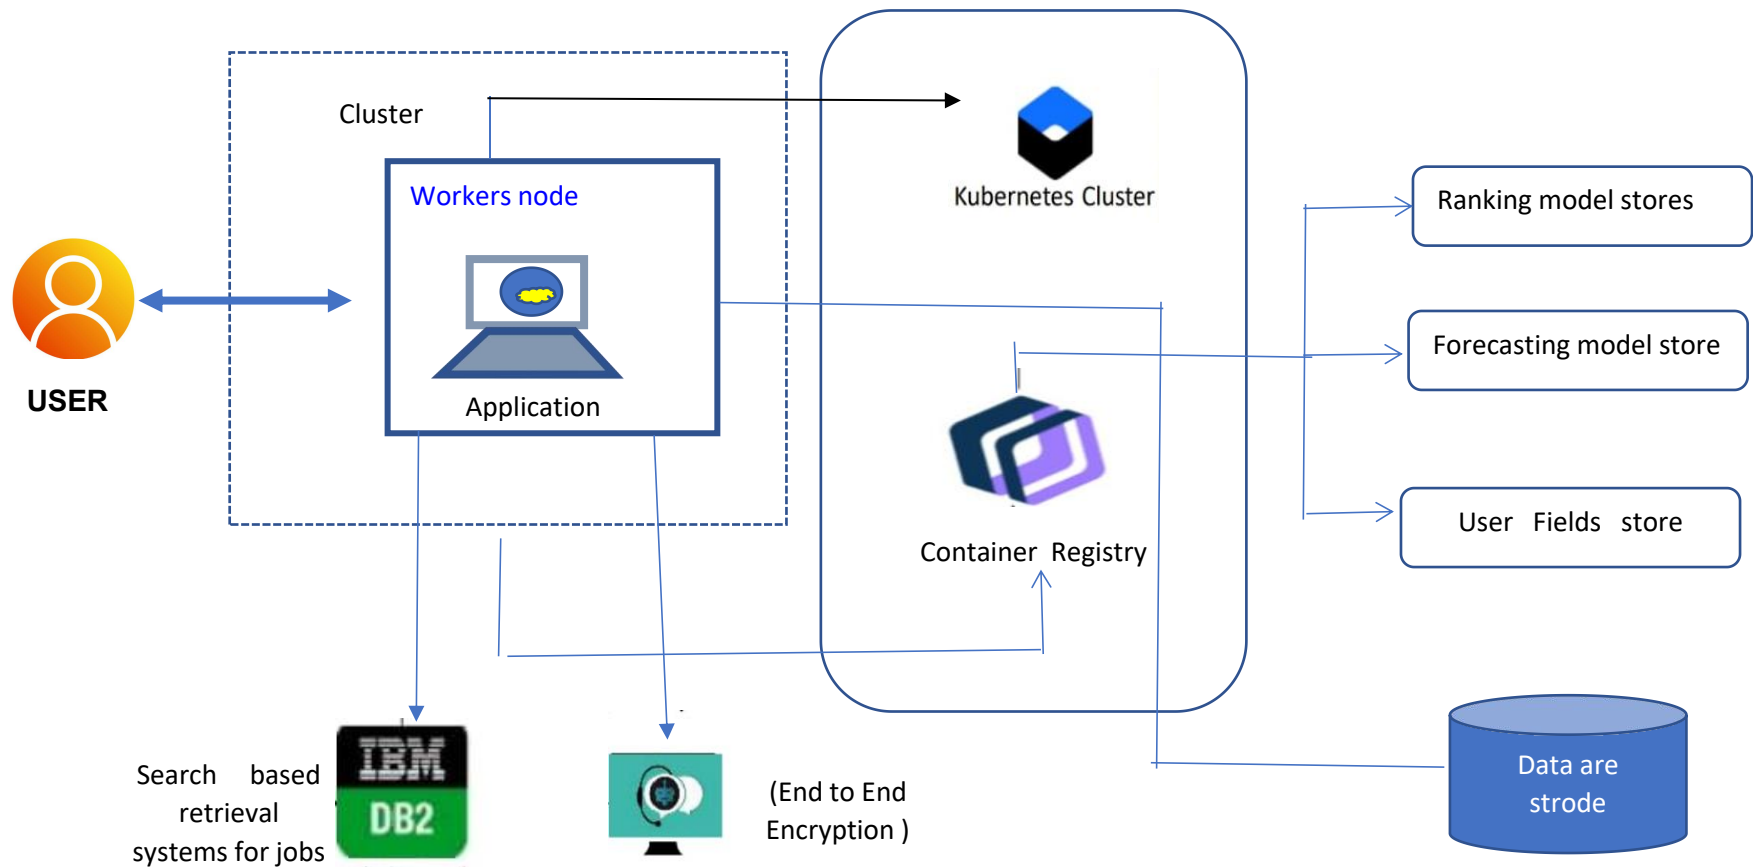 Cluster
Workers node
Application
USER
Kubernetes Cluster
Container Registry
Ranking model stores
Forecasting model store
User Fields store
Data are
strode
Search based
retrieval
systems for jobs
IBM
DB2
(End to End
Encryption )